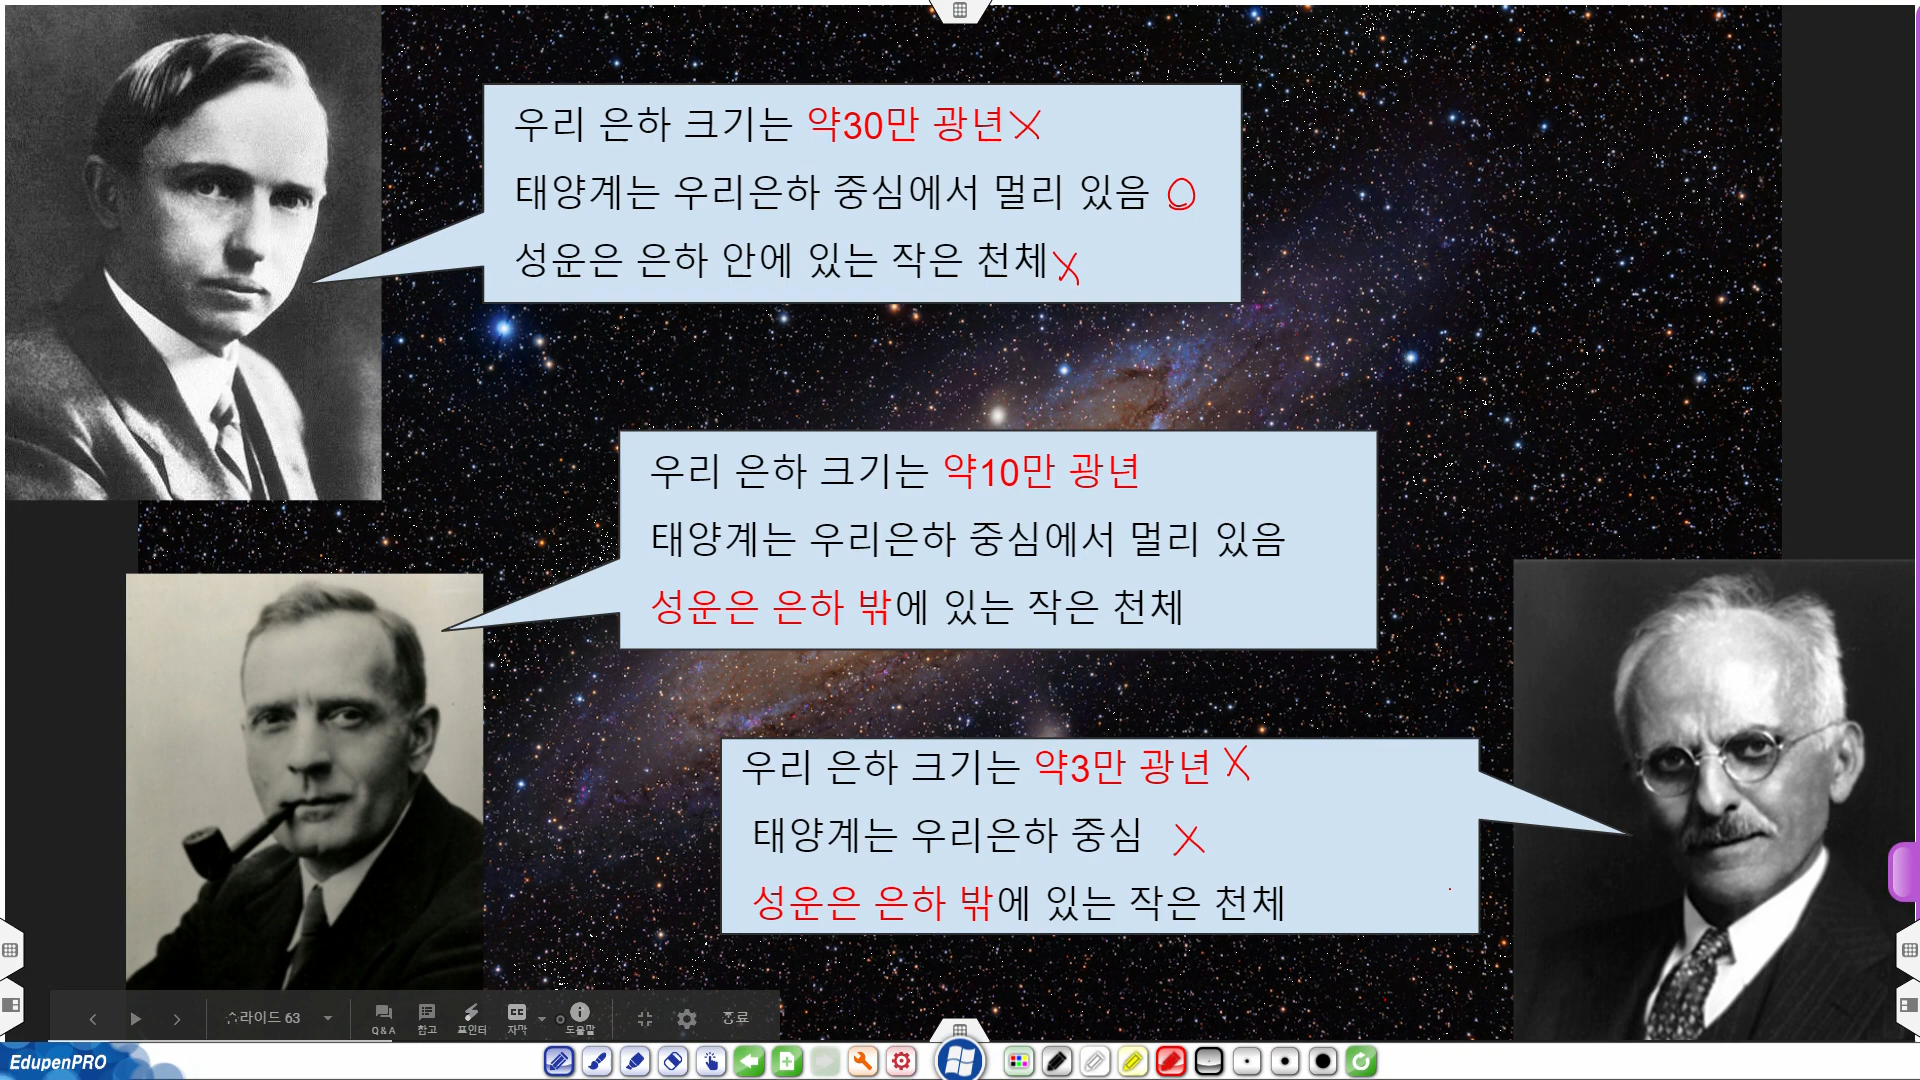 우리 은하 크기는 약30만 광년X
태양계는 우리은하 중심에서 멀리 있음 O
성운은 은하 안에 있는 작은 천체X
우리 은하 크기는 약10만 광년
태양계는 우리은하 중심에서 멀리 있음
성운은 은하 밖에 있는 작은 천체
우리 은하 크기는 약3만 광년 X
태양계는 우리은하 중심 X
성운은 은하 밖에 있는 작은 천체
슬라이드 63
Q&A 참고 포인터 자막 도움말 종료
EdupenPRO